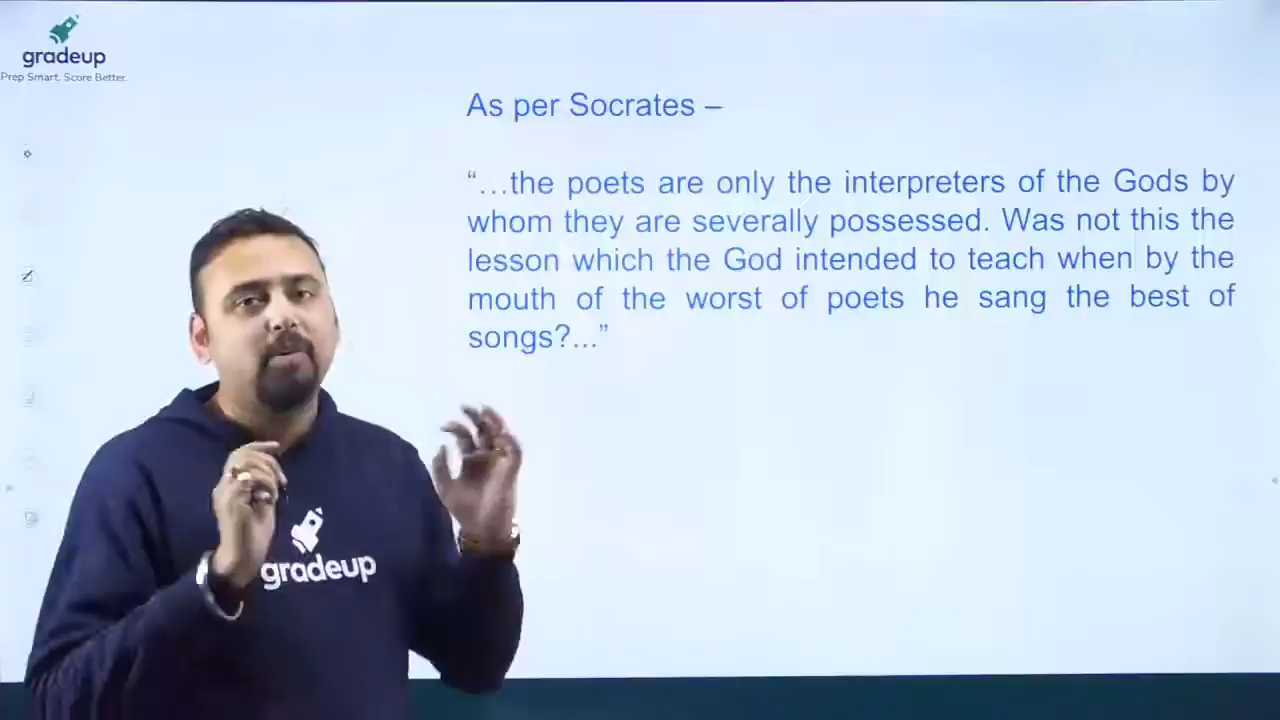 gradeup
Prep Smart. Score Better.
As per Socrates –
“…the poets are only the interpreters of the Gods by
whom they are severally possessed. Was not this the
lesson which the God intended to teach when by the
mouth of the worst of poets he sang the best of
songs?...”
gradeup